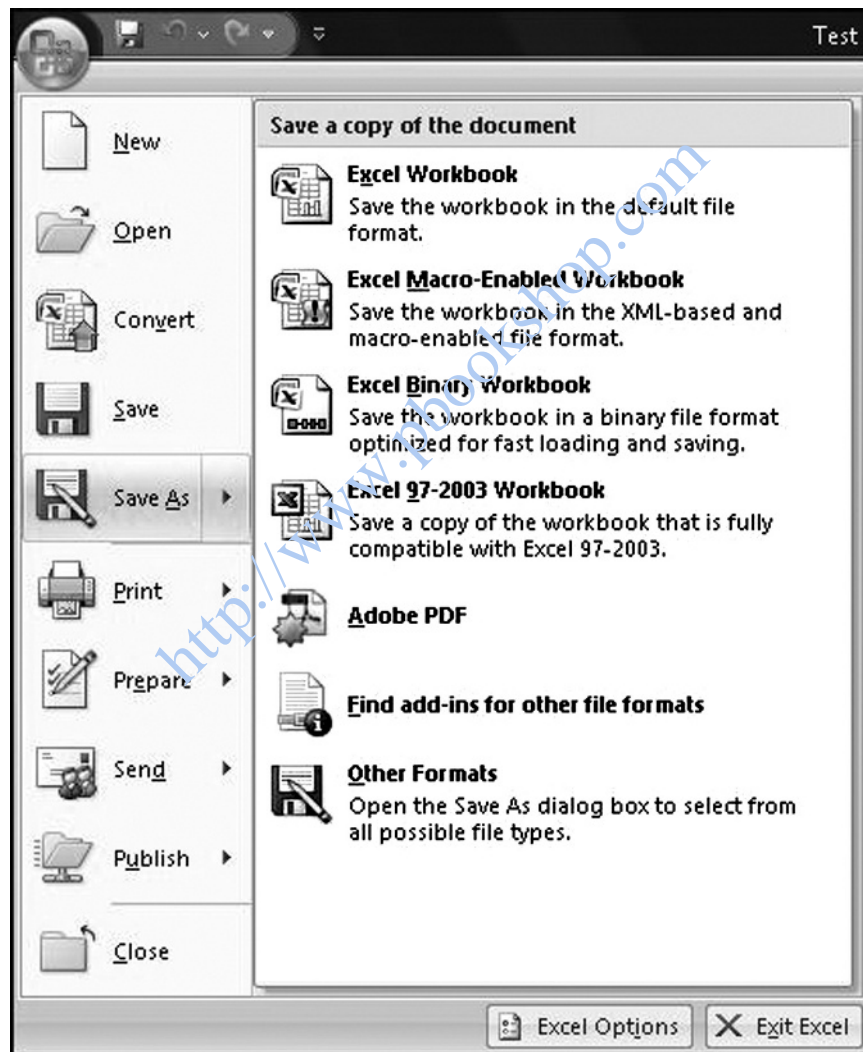 Test
New
Open
Convert
Save
Save As
Print
Prepare
Send
Publish
Close
Save a copy of the document
Excel Workbook
Save the workbook in the default file
format.
Excel Macro-Enabled Workbook
Save the workbook in the XML-based and
macro-enabled file format.
Excel Binary Workbook
Save the workbook in a binary file format
optimized for fast loading and saving.
Excel 97-2003 Workbook
Save a copy of the workbook that is fully
compatible with Excel 97-2003.
Adobe PDF
Find add-ins for other file formats
Other Formats
Open the Save As dialog box to select from
all possible file types.
Excel Options
Exit Excel
http://www.pbookshop.com